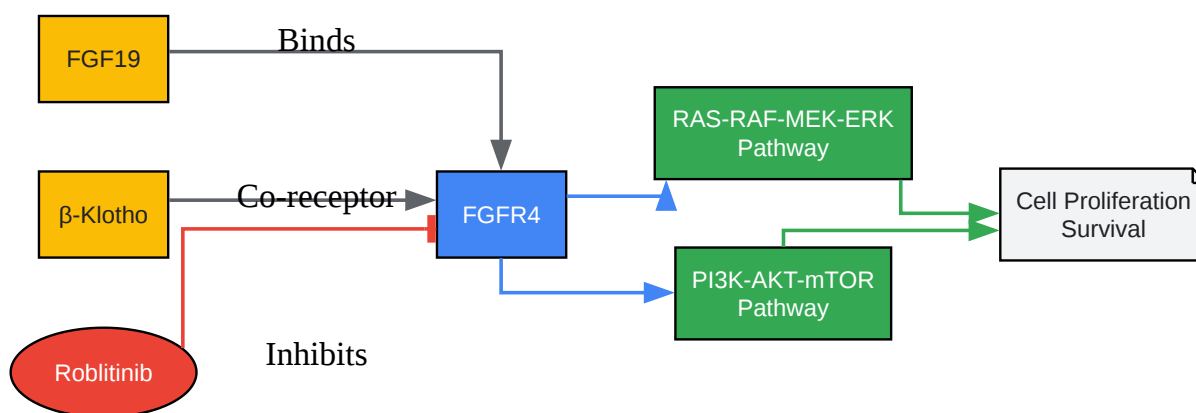 FGF19
Binds
RAS-RAF-MEK-ERK
Pathway
β-Klotho
Co-receptor
FGFR4
Cell Proliferation
Survival
PI3K-AKT-mTOR
Pathway
Inhibits
Roblitinib